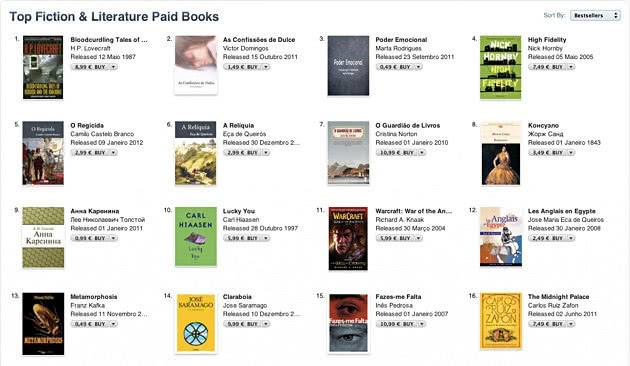 Top Fiction & Literature Paid Books
Sort By: Bestsellers
1. Bloodcurdling Tales of ...
H.P. Lovecraft
Released 12 Maio 1987
8,99 € BUY
2. As Confissões de Dulce
Victor Domingos
Released 15 Outubro 2011
1,49 € BUY
3. Poder Emocional
Marta Rodrigues
Released 23 Setembro 2011
0,49 € BUY
4. High Fidelity
Nick Hornby
Released 05 Maio 2005
7,49 € BUY
5. O Regicida
Camilo Castelo Branco
Released 09 Janeiro 2012
2,99 € BUY
6. A Relíquia
Eça de Queirós
Released 30 Dezembro 2...
2,99 € BUY
7. O Guardião de Livros
Cristina Norton
Released 01 Janeiro 2010
10,99 € BUY
8. Консуэло
Жорж Санд
Released 01 Janeiro 1843
3,49 € BUY
9. Анна Каренина
Лев Николаевич Толстой
Released 01 Janeiro 2011
0,99 € BUY
10. Lucky You
Carl Hiaasen
Released 28 Outubro 1997
5,99 € BUY
11. Warcraft: War of the An...
Richard A. Knaak
Released 30 Março 2004
5,99 € BUY
12. Les Anglais en Egypte
Jose Maria Eca de Queiros
Released 30 Janeiro 2008
2,49 € BUY
13. Metamorphosis
Franz Kafka
Released 11 Novembro 2...
0,49 € BUY
14. Claraboia
Jose Saramago
Released 10 Dezembro 2...
9,99 € BUY
15. Fazes-me Falta
Inês Pedrosa
Released 01 Janeiro 2007
10,99 € BUY
16. The Midnight Palace
Carlos Ruiz Zafon
Released 02 Junho 2011
7,49 € BUY